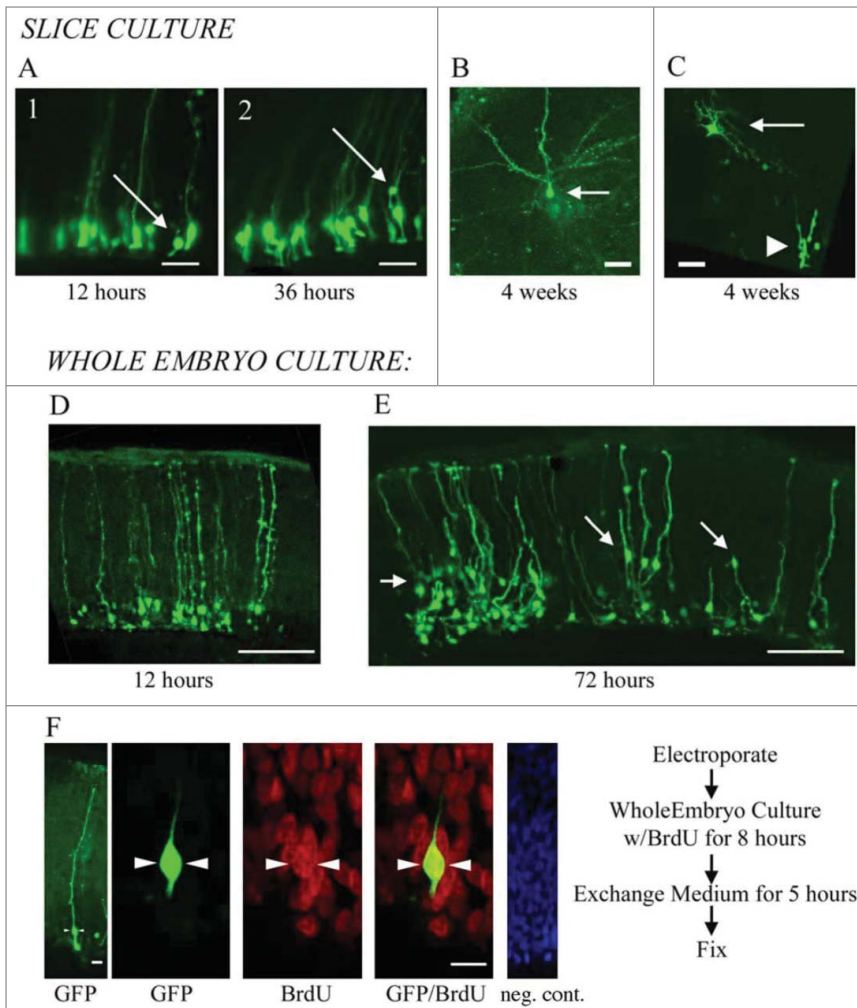 SLICE CULTURE
A
B
C
1
2
12 hours
36 hours
4 weeks
4 weeks
WHOLE EMBRYO CULTURE:
D
E
12 hours
72 hours
F
Electroporate
WholeEmbryo Culture
w/BrdU for 8 hours
Exchange Medium for 5 hours
Fix
GFP
GFP
BrdU
GFP/BrdU
neg. cont.